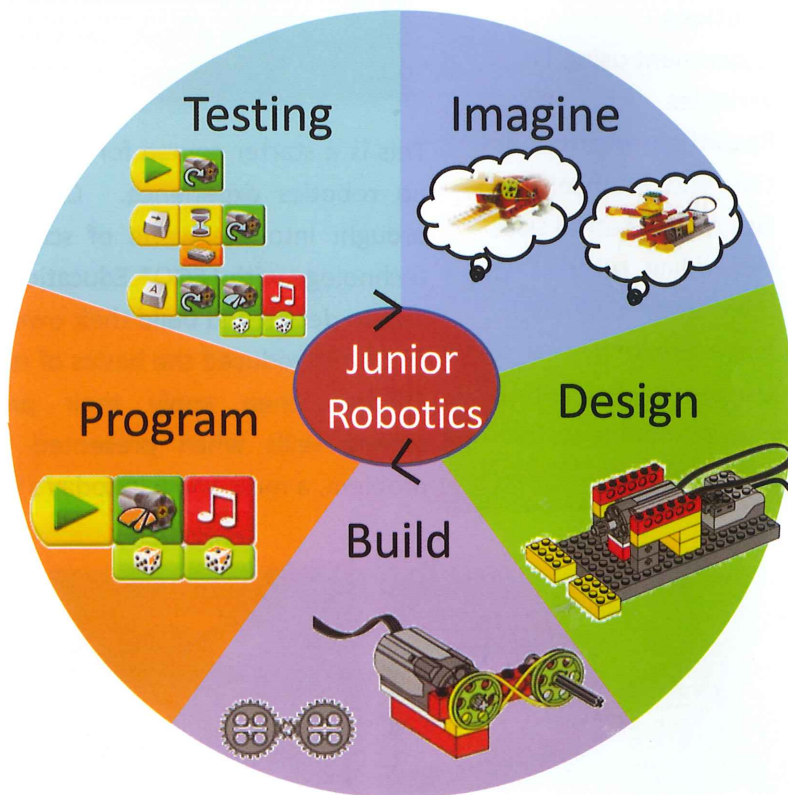 Testing
Imagine
Junior
Robotics
Program
Design
Build
A